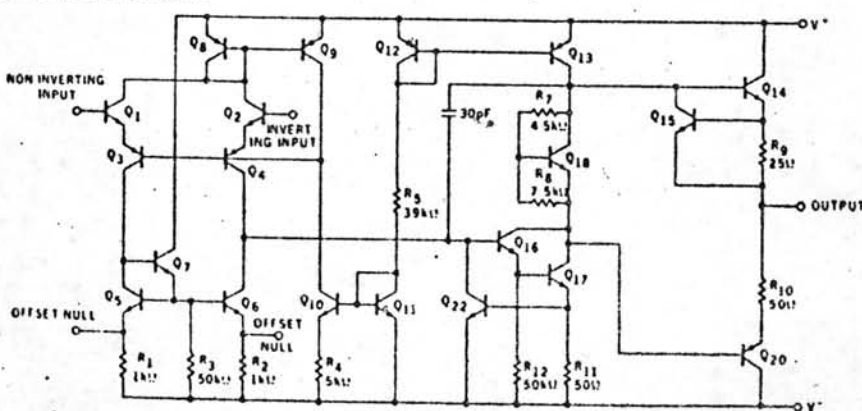 V+
Q8
Q9
Q12
Q13
Q14
NON INVERTING
INPUT
Q1
Q2
INVERT
ING INPUT
30pF
R7
4.5kΩ
Q15
Q18
R9
25Ω
Q3
Q4
R8
7.5kΩ
R5
39kΩ
OUTPUT
Q16
Q7
Q17
Q5
Q6
Q10
Q11
Q22
R10
50Ω
OFFSET NULL
OFFSET
NULL
Q20
R1
1kΩ
R3
50kΩ
R2
1kΩ
R4
5kΩ
R12
50kΩ
R11
50Ω
V-